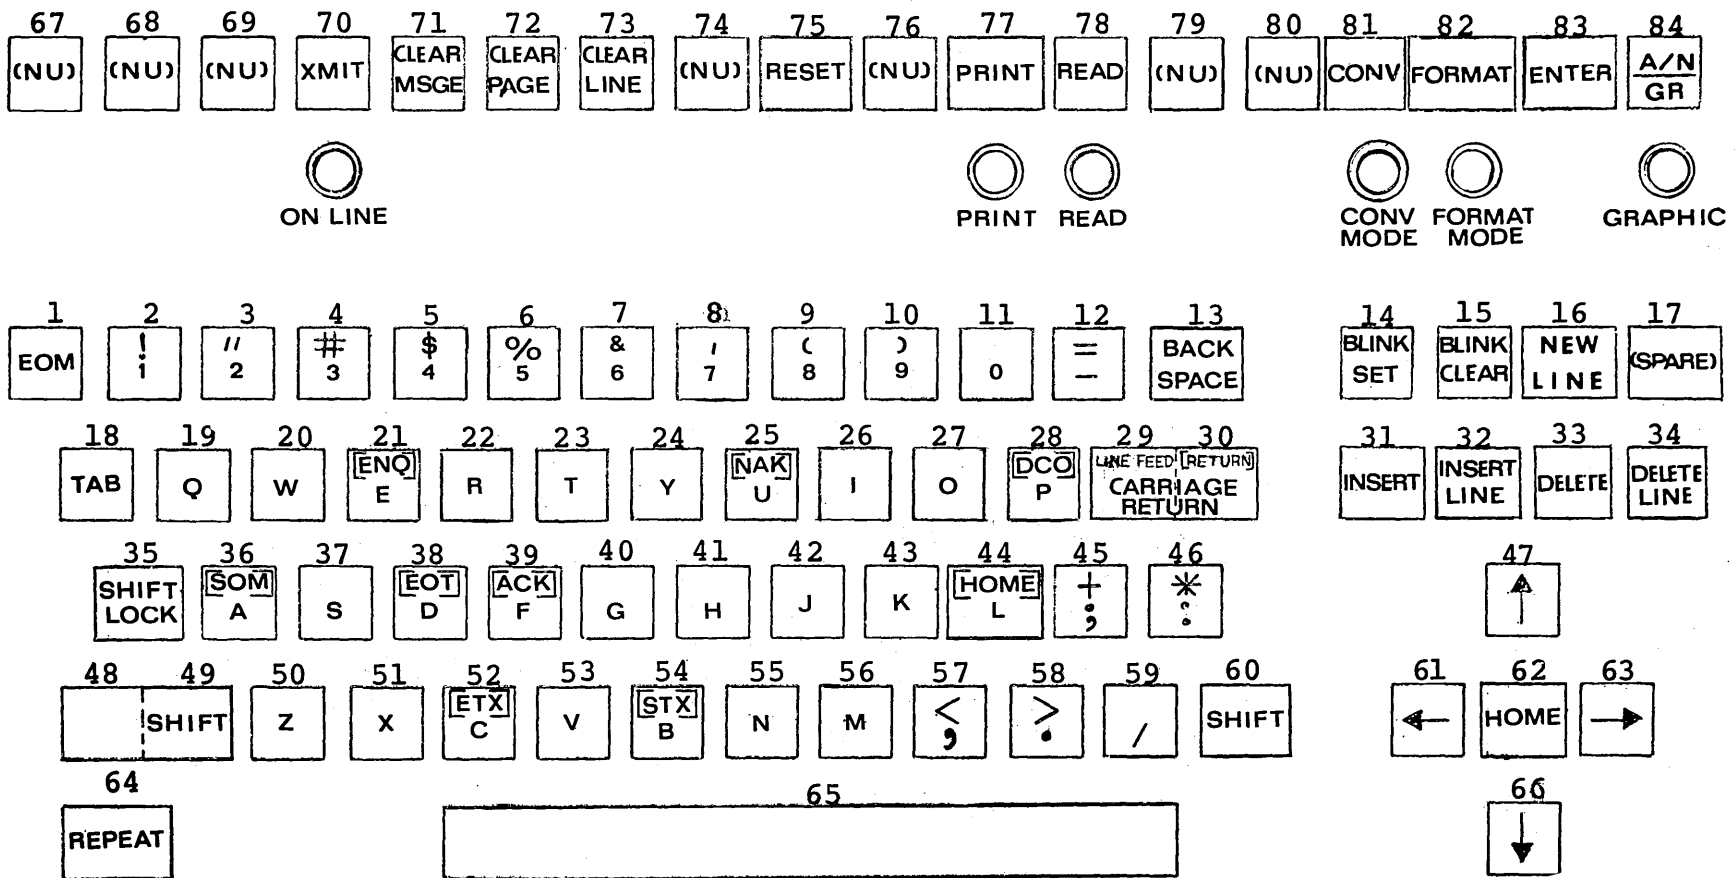 67 68 69 70 71 72 73 74 75 76 77 78 79 80 81 82 83 84
(NU) (NU) (NU) XMIT CLEAR MSGE CLEAR PAGE CLEAR LINE (NU) RESET (NU) PRINT READ (NU) (NU) CONV FORMAT ENTER A/N GR
ON LINE PRINT READ CONV MODE FORMAT MODE GRAPHIC
1 2 3 4 5 6 7 8 9 10 11 12 13 14 15 16 17
EOM ! 1 " 2 # 3 $ 4 % 5 & 6 ' 7 ( 8 ) 9 0 = - BACK SPACE BLINK SET BLINK CLEAR NEW LINE (SPARE)
18 19 20 21 22 23 24 25 26 27 28 29 30 31 32 33 34
TAB Q W [ENQ] E R T Y [NAK] U I O [DCO] P LINE FEED [RETURN] CARRIAGE RETURN INSERT INSERT LINE DELETE DELETE LINE
35 36 37 38 39 40 41 42 43 44 45 46 47
SHIFT LOCK [SOM] A S [EOT] D [ACK] F G H J K [HOME] L + ; * : ↑
48 49 50 51 52 53 54 55 56 57 58 59 60 61 62 63
SHIFT Z X [ETX] C V [STX] B N M < , > . / SHIFT ← HOME →
64 65 66
REPEAT ↓